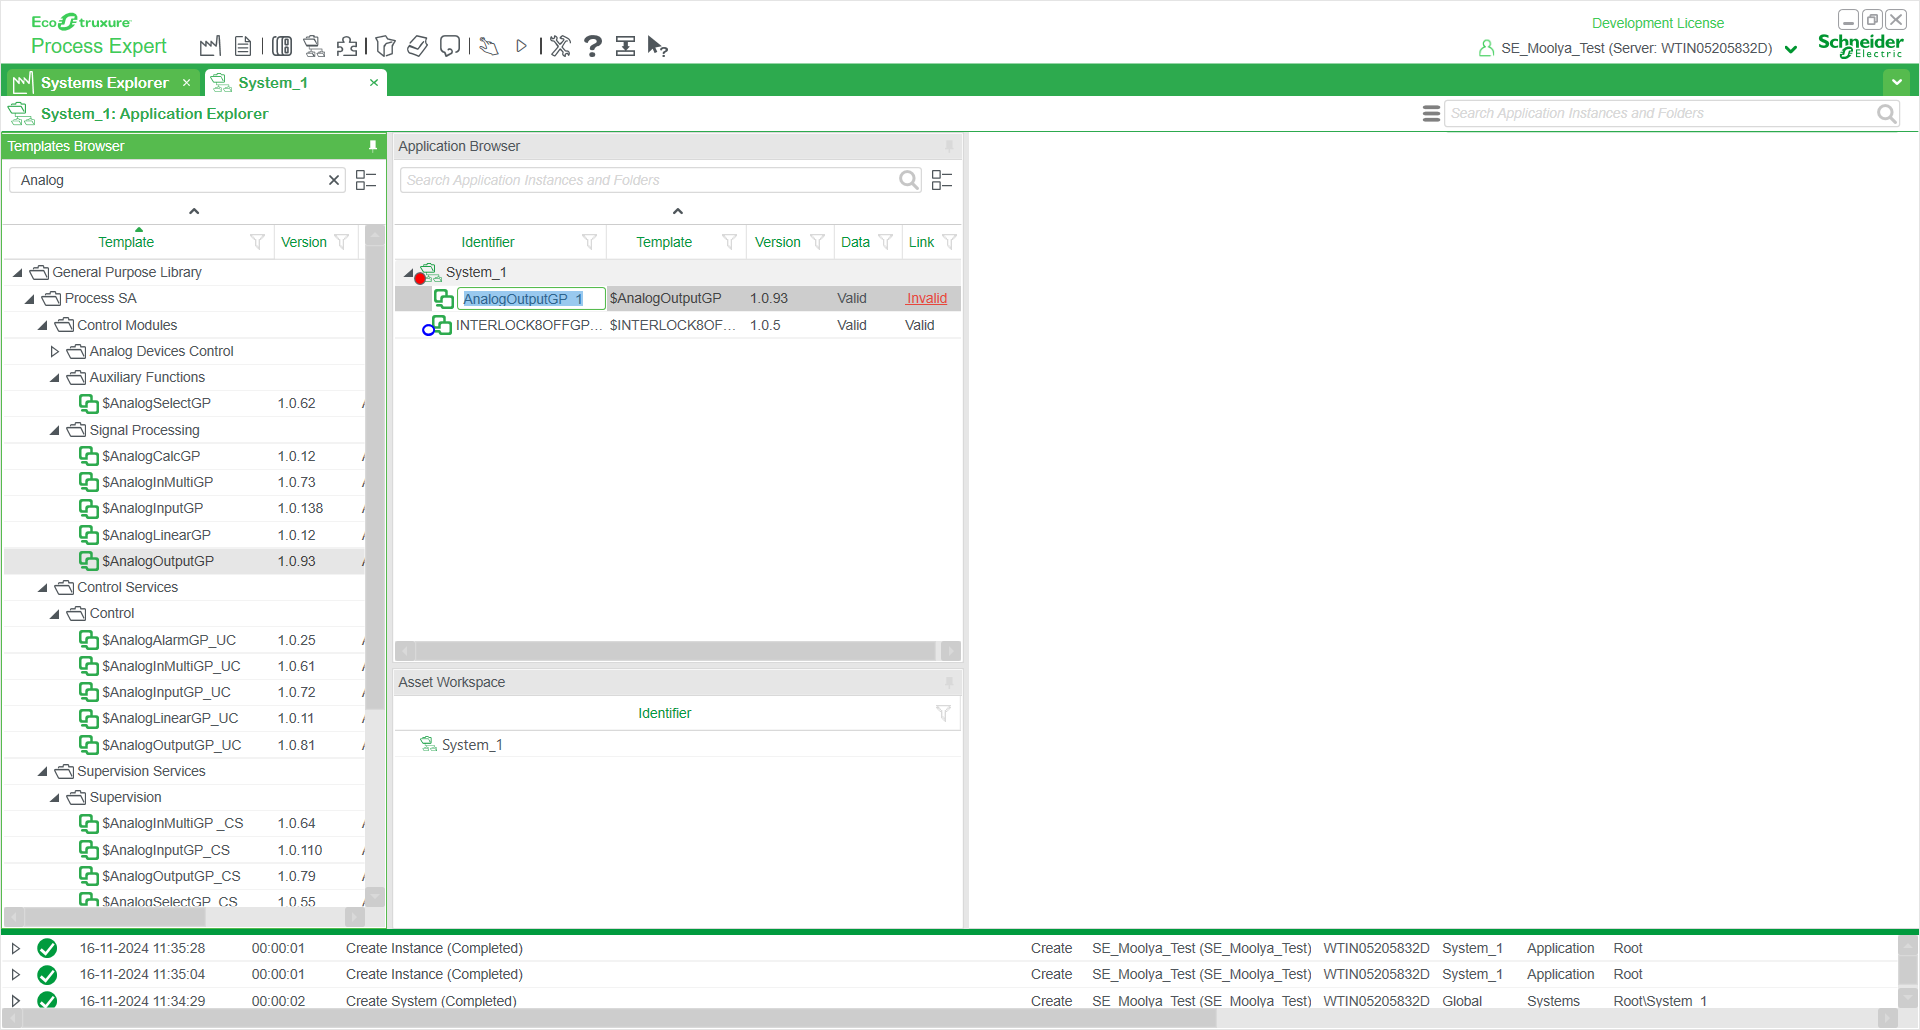 EcoStruxure
Process Expert
Development License
SE_Moolya_Test (Server: WTIN05205832D)
Schneider
Electric
Systems Explorer
System_1
System_1: Application Explorer
Search Application Instances and Folders
Templates Browser
Analog
Template Version
General Purpose Library
Process SA
Control Modules
Analog Devices Control
Auxiliary Functions
$AnalogSelectGP 1.0.62
Signal Processing
$AnalogCalcGP 1.0.12
$AnalogInMultiGP 1.0.73
$AnalogInputGP 1.0.138
$AnalogLinearGP 1.0.12
$AnalogOutputGP 1.0.93
Control Services
Control
$AnalogAlarmGP_UC 1.0.25
$AnalogInMultiGP_UC 1.0.61
$AnalogInputGP_UC 1.0.72
$AnalogLinearGP_UC 1.0.11
$AnalogOutputGP_UC 1.0.81
Supervision Services
Supervision
$AnalogInMultiGP _CS 1.0.64
$AnalogInputGP_CS 1.0.110
$AnalogOutputGP_CS 1.0.79
$AnalogSelectGP_CS 1.0.55
Application Browser
Search Application Instances and Folders
Identifier Template Version Data Link
System_1
AnalogOutputGP_1 $AnalogOutputGP 1.0.93 Valid Invalid
INTERLOCK8OFFGP... $INTERLOCK8OF... 1.0.5 Valid Valid
Asset Workspace
Identifier
System_1
16-11-2024 11:35:28 00:00:01 Create Instance (Completed) Create SE_Moolya_Test (SE_Moolya_Test) WTIN05205832D System_1 Application Root
16-11-2024 11:35:04 00:00:01 Create Instance (Completed) Create SE_Moolya_Test (SE_Moolya_Test) WTIN05205832D System_1 Application Root
16-11-2024 11:34:29 00:00:02 Create System (Completed) Create SE_Moolya_Test (SE_Moolya_Test) WTIN05205832D Global Systems Root\System_1